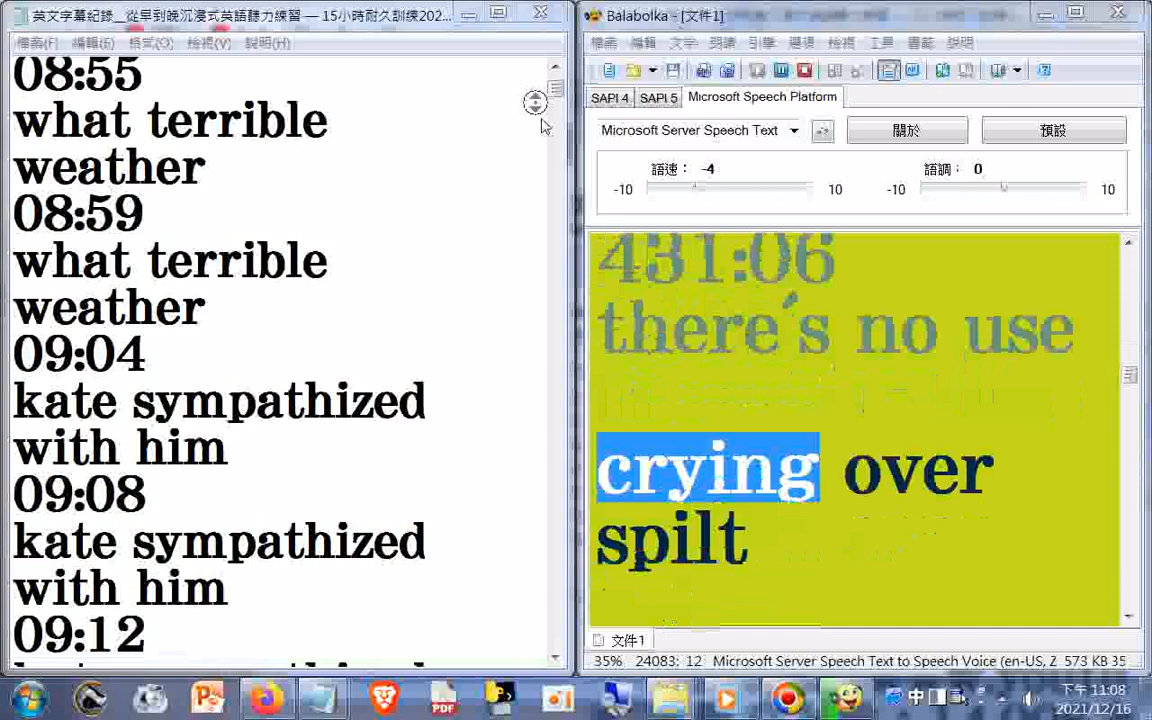 英文字幕紀錄__從早到晚沉浸式英語聽力練習 — 15小時耐久訓練202...
檔案(F) 編輯(E) 格式(O) 檢視(V) 說明(H)
08:55
what terrible
weather
08:59
what terrible
weather
09:04
kate sympathized
with him
09:08
kate sympathized
with him
09:12
Balabolka - [文件1]
檔案 編輯 文字 朗讀 引擎 選項 檢視 工具 書籤 說明
SAPI 4 SAPI 5 Microsoft Speech Platform
Microsoft Server Speech Text 關於 預設
語速： -4 語調： 0
-10 10 -10 10
431:06
there's no use
crying over
spilt
文件1
35% 24083: 12 Microsoft Server Speech Text to Speech Voice (en-US, Z 573 KB 35
中 下午 11:08
2021/12/16